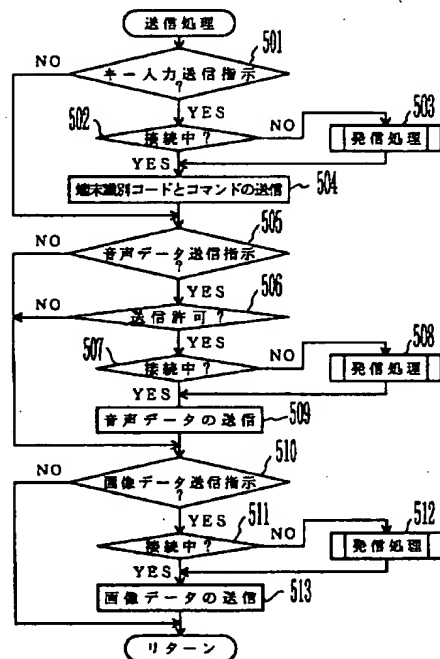 送信処理
501
NO
キー入力送信指示
?
YES
502
接続中?
NO
503
発信処理
YES
端末識別コードとコマンドの送信
504
505
NO
音声データ送信指示
?
YES
506
NO
送信許可?
YES
507
接続中?
NO
508
発信処理
YES
音声データの送信
509
510
NO
画像データ送信指示
?
YES
511
接続中?
NO
512
発信処理
YES
画像データの送信
513
リターン